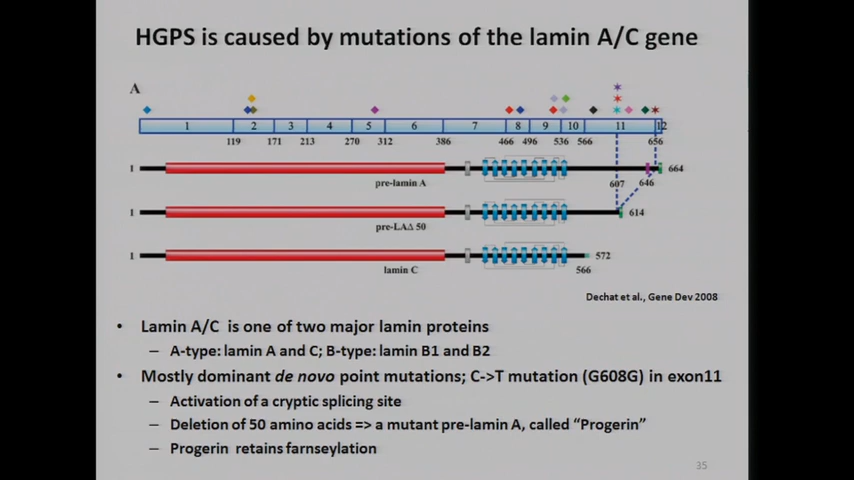 HGPS is caused by mutations of the lamin A/C gene
A
1 2 3 4 5 6 7 8 9 10 11 12
119 171 213 270 312 386 466 496 536 566 656
1 664
pre-lamin A 607 646
1 614
pre-LAΔ 50
1 572
lamin C 566
Dechat et al., Gene Dev 2008
• Lamin A/C is one of two major lamin proteins
– A-type: lamin A and C; B-type: lamin B1 and B2
• Mostly dominant de novo point mutations; C->T mutation (G608G) in exon11
– Activation of a cryptic splicing site
– Deletion of 50 amino acids => a mutant pre-lamin A, called “Progerin”
– Progerin retains farnseylation
35